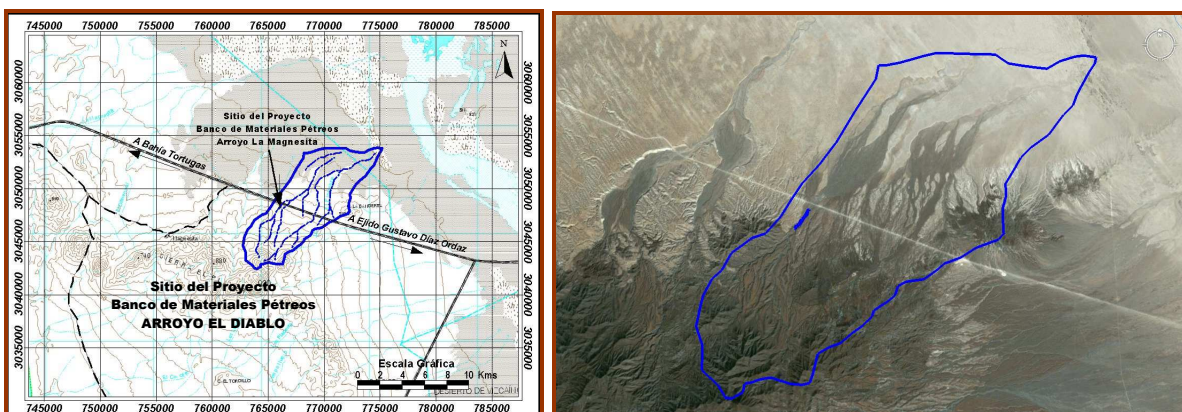 745000 750000 755000 760000 765000 770000 775000 780000 785000
N
3060000
3055000
3050000
3045000
3040000
3035000
3060000
3055000
3050000
3045000
3040000
3035000
Sitio del Proyecto
Banco de Materiales Pétreos
Arroyo La Magnesita
A Bahía Tortugas
A Ejido Gustavo Díaz Ordaz
Sitio del Proyecto
Banco de Materiales Pétreos
ARROYO EL DIABLO
Escala Gráfica
0 2 4 6 8 10 Kms
745000 750000 755000 760000 765000 770000 775000 780000 785000